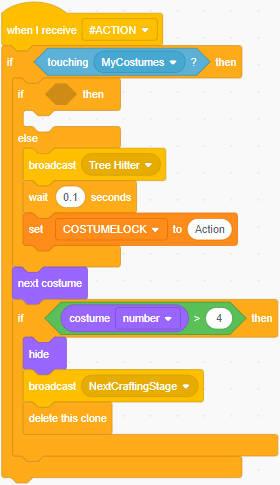 when I receive #ACTION
if touching MyCostumes ? then
if then
else
broadcast Tree Hitter
wait 0.1 seconds
set COSTUMELOCK to Action
next costume
if costume number > 4 then
hide
broadcast NextCraftingStage
delete this clone